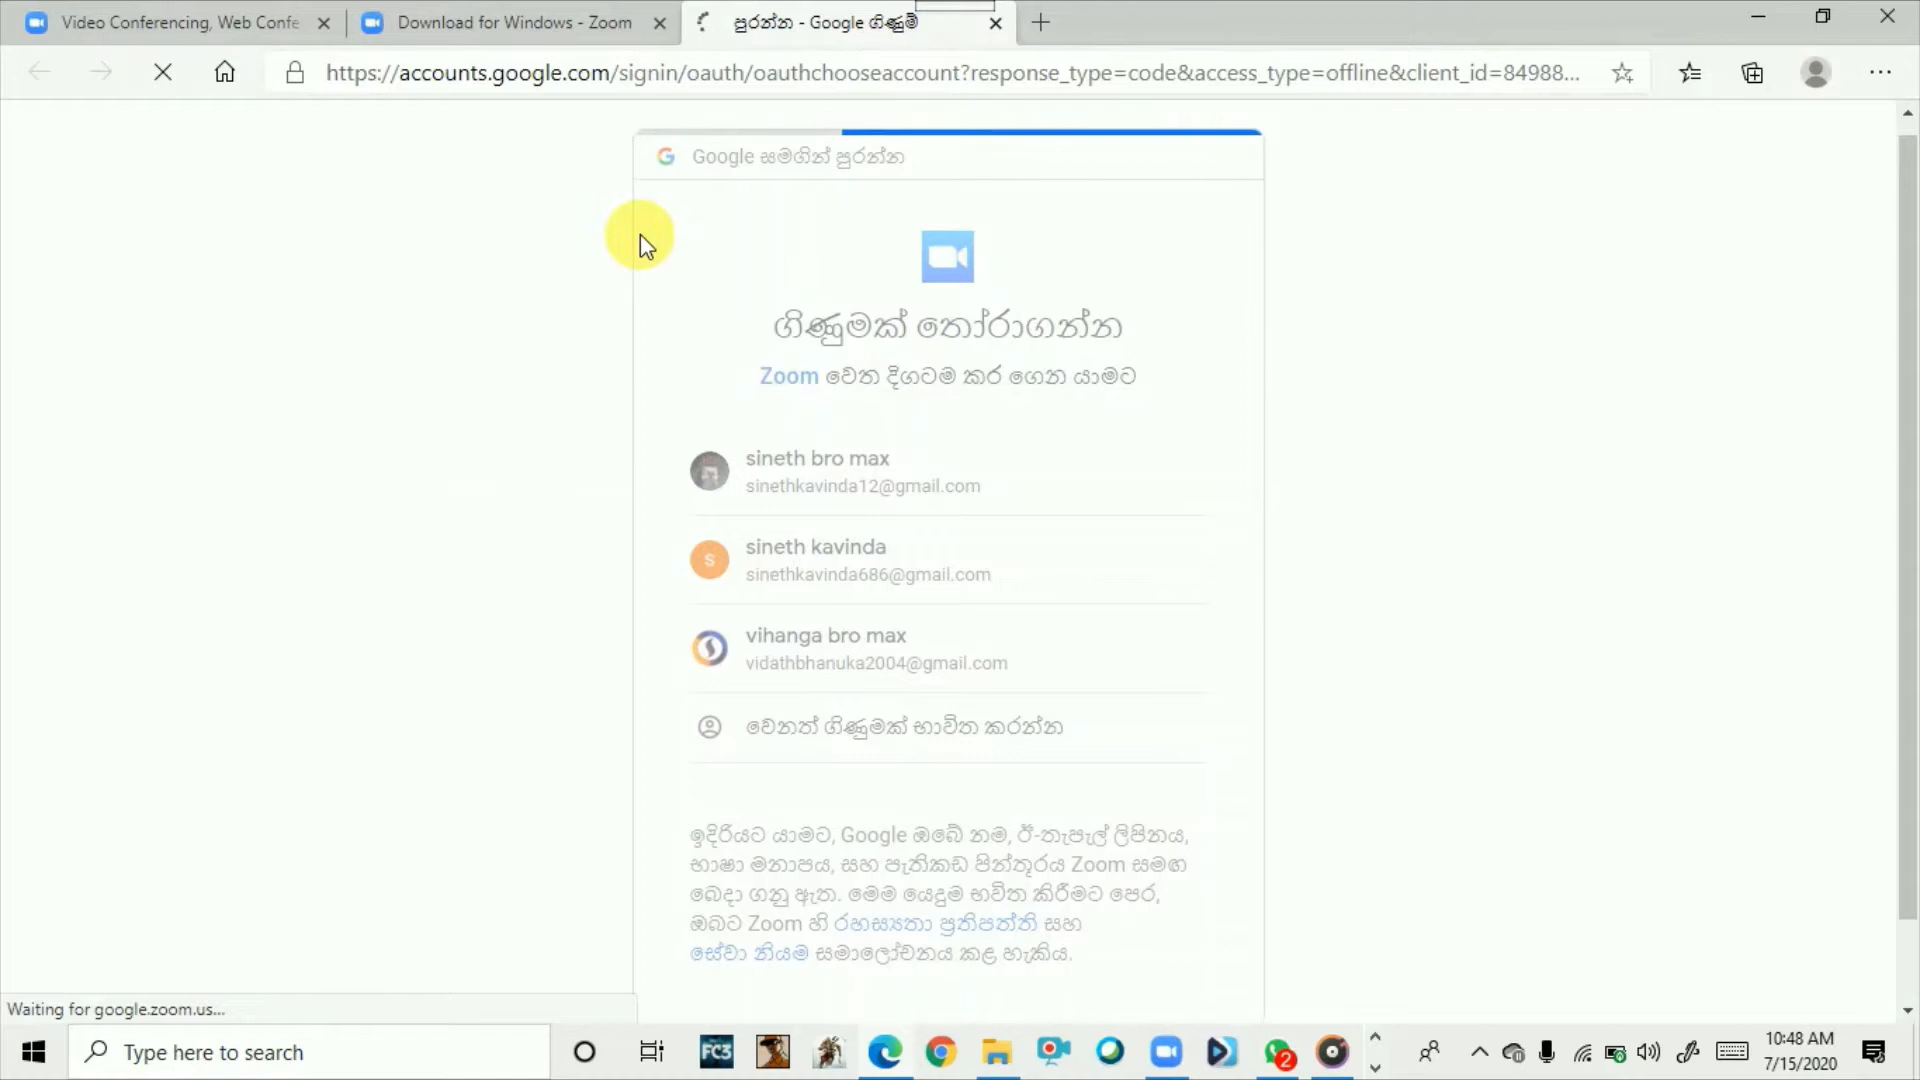 Video Conferencing, Web Confe
Download for Windows - Zoom
පුරන්න - Google ගිණුම්
https://accounts.google.com/signin/oauth/oauthchooseaccount?response_type=code&access_type=offline&client_id=84988...
Google සමගින් පුරන්න
ගිණුමක් තෝරාගන්න
Zoom වෙත දිගටම කර ගෙන යාමට
sineth bro max
sinethkavinda12@gmail.com
S
sineth kavinda
sinethkavinda686@gmail.com
vihanga bro max
vidathbhanuka2004@gmail.com
වෙනත් ගිණුමක් භාවිත කරන්න
ඉදිරියට යාමට, Google ඔබේ නම, ඊ-තැපැල් ලිපිනය,
භාෂා මනාපය, සහ පැතිකඩ පින්තූරය Zoom සමඟ
බෙදා ගනු ඇත. මෙම යෙදුම භවිත කිරීමට පෙර,
ඔබට Zoom හි රහස්‍යතා ප්‍රතිපත්ති සහ
සේවා නියම සමාලෝචනය කළ හැකිය.
Waiting for google.zoom.us...
Type here to search
FC3
2
10:48 AM
7/15/2020